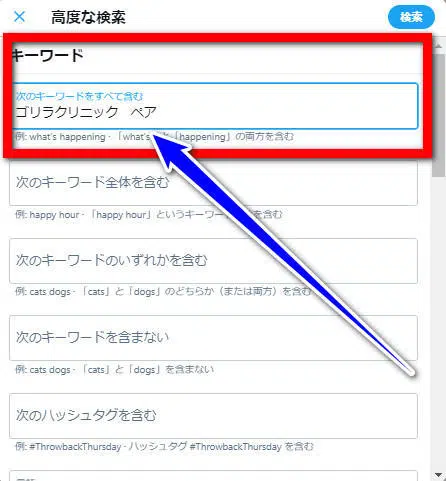 高度な検索
検索
キーワード
次のキーワードをすべて含む
ゴリラクリニック　ペア
例: what's happening · 「what's 「happening」の両方を含む
次のキーワード全体を含む
例: happy hour · 「happy hour」というキーワード を含む
次のキーワードのいずれかを含む
例: cats dogs · 「cats」と「dogs」のどちらか（または両方）を含む
次のキーワードを含まない
例: cats dogs · 「cats」と「dogs」を含まない
次のハッシュタグを含む
例: #ThrowbackThursday · ハッシュタグ #ThrowbackThursday を含む